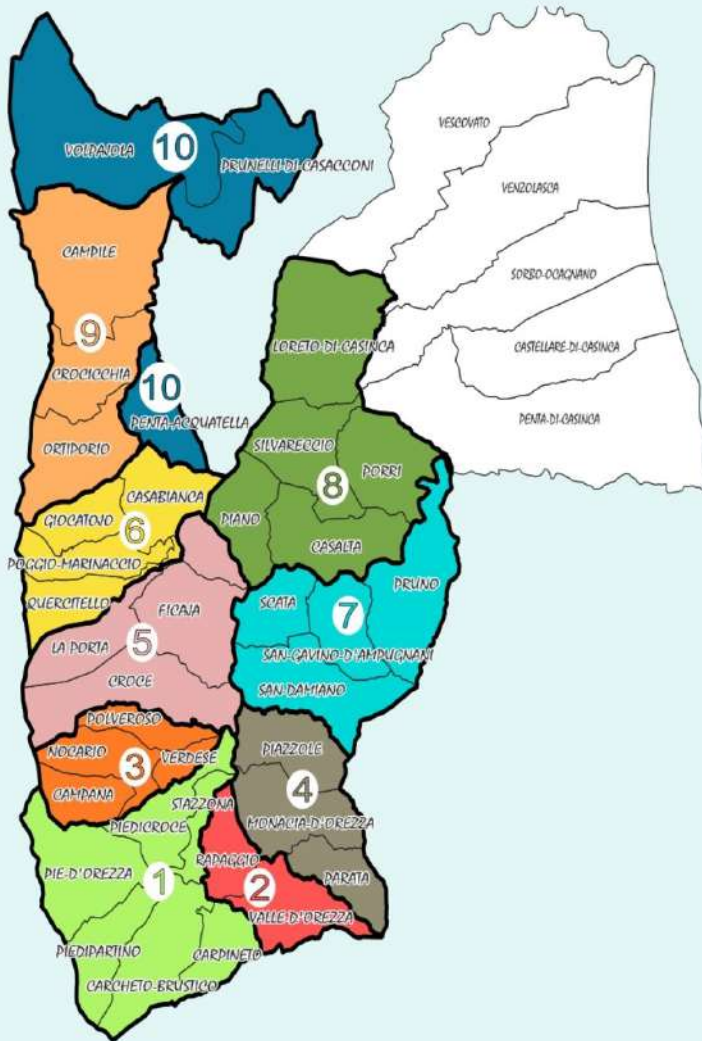 VESCOVATO
VOLPAJOLA
10
PRUNELLI-DI-CASACCONI
VENZOLASCA
CAMPILE
SORBO-OCAGNANO
9
LORETO-DI-CASINCA
CASTELLARE-DI-CASINCA
CROCICCHIA
10
PENTA-ACQUATELLA
PENTA-DI-CASINCA
ORTIPORIO
SILVARECCIO
PORRI
8
CASABIANCA
GIOCATOJO
6
PIANO
CASALTA
POGGIO-MARINACCIO
PRUNO
QUERCITELLO
FICAJA
SCATA
7
LA PORTA
5
SAN-GAVINO-D'AMPUGNANI
CROCE
SAN-DAMIANO
POLVEROSO
NOCARIO
VERDESE
PIAZZOLE
3
CAMPANA
STAZZONA
4
PIEDICROCE
MONACIA-D'OREZZA
RAPAGGIO
PIE-D'OREZZA
1
2
PARATA
VALLE-D'OREZZA
PIEDIPARTINO
CARPINETO
CARCHETO-BRUSTICO